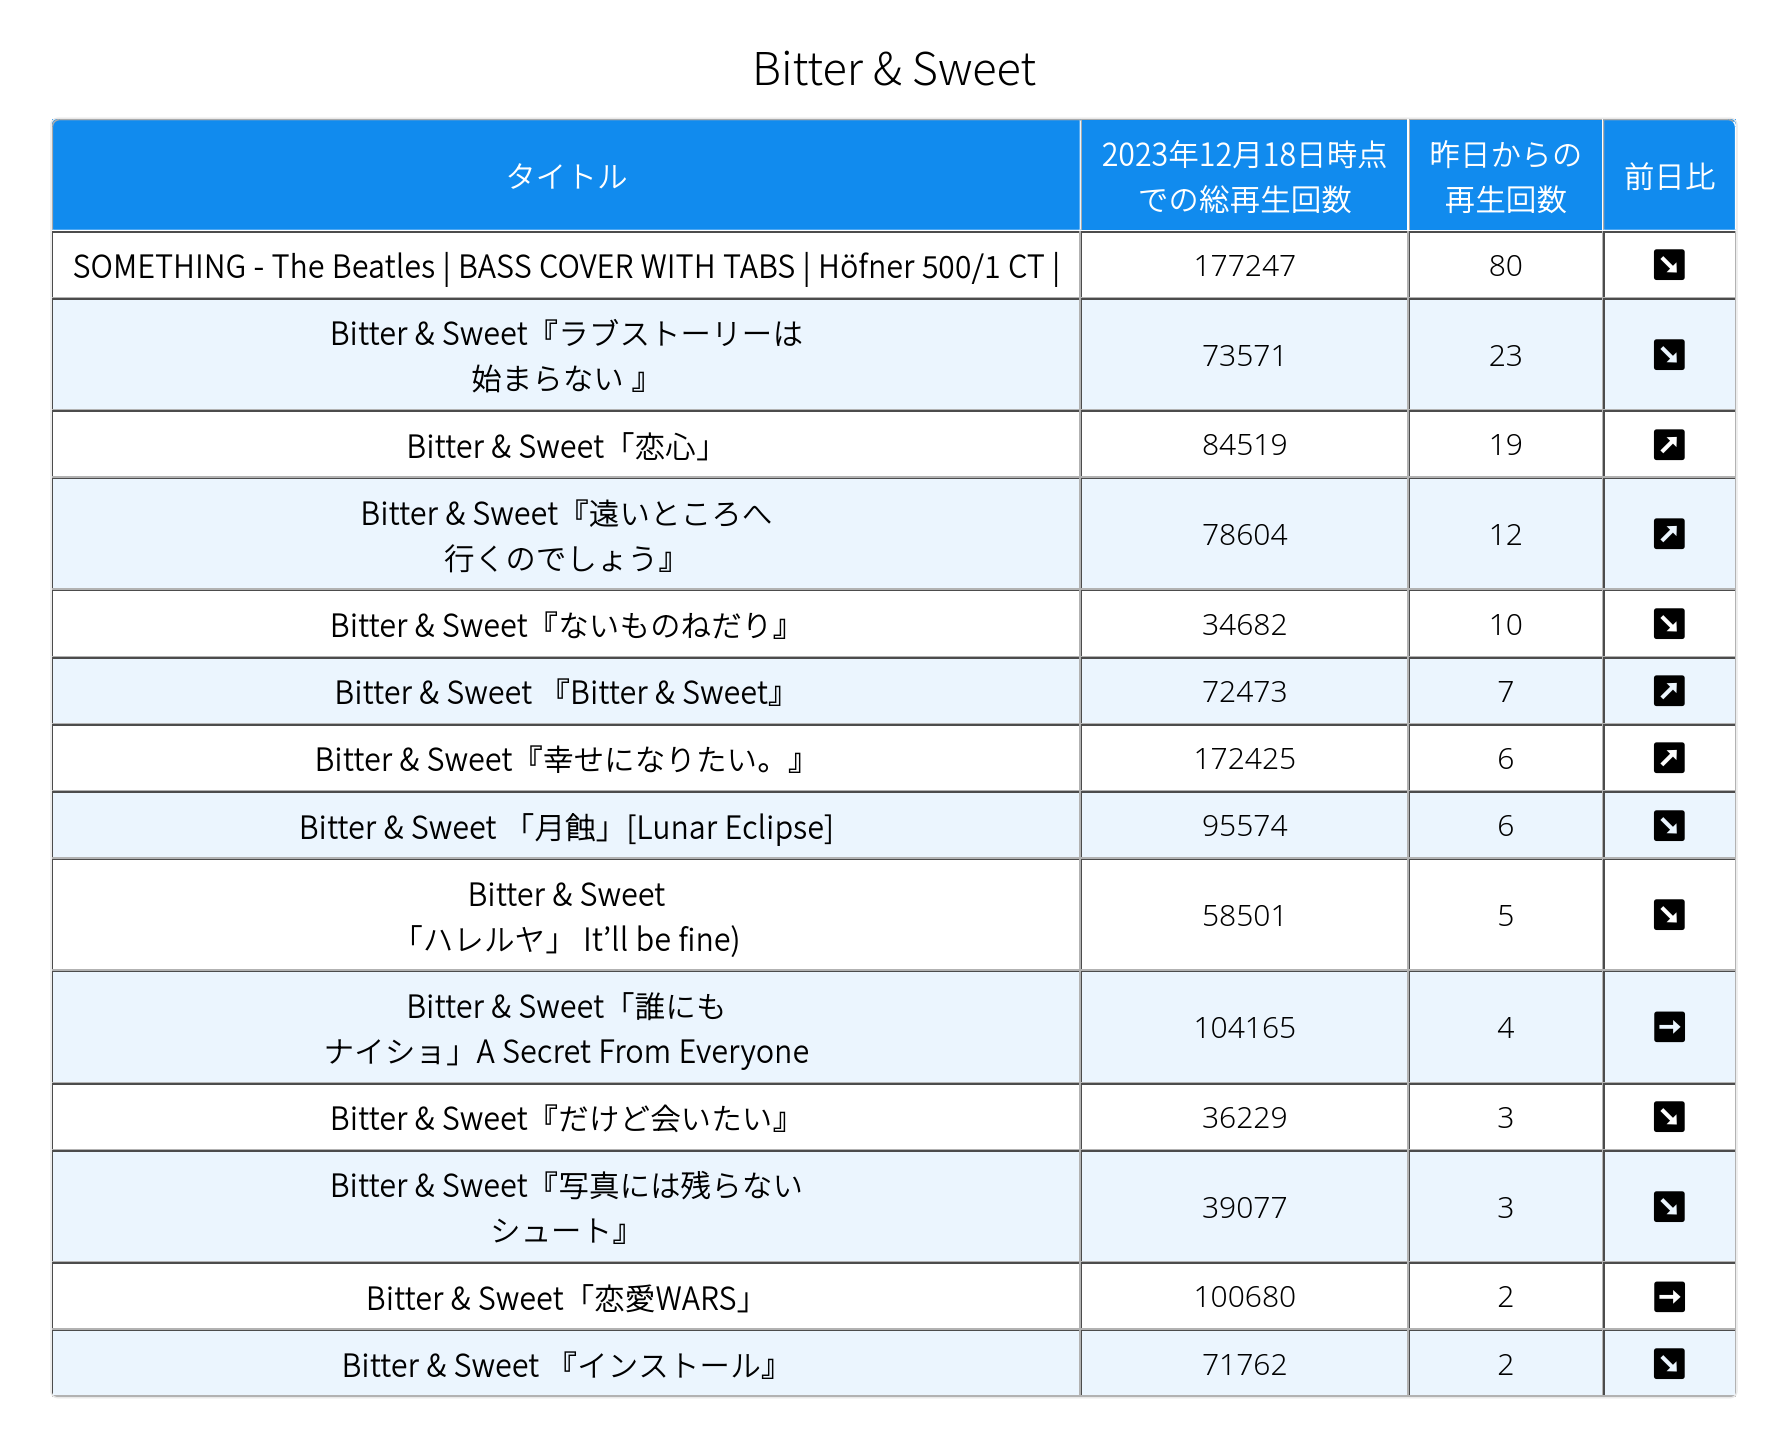 Bitter & Sweet
タイトル
2023年12月18日時点
での総再生回数
昨日からの
再生回数
前日比
SOMETHING - The Beatles | BASS COVER WITH TABS | Höfner 500/1 CT |
177247
80
↘
Bitter & Sweet『ラブストーリーは
始まらない 』
73571
23
↘
Bitter & Sweet「恋心」
84519
19
↗
Bitter & Sweet『遠いところへ
行くのでしょう』
78604
12
↗
Bitter & Sweet『ないものねだり』
34682
10
↘
Bitter & Sweet 『Bitter & Sweet』
72473
7
↗
Bitter & Sweet『幸せになりたい。』
172425
6
↗
Bitter & Sweet 「月蝕」[Lunar Eclipse]
95574
6
↘
Bitter & Sweet
「ハレルヤ」 It’ll be fine)
58501
5
↘
Bitter & Sweet「誰にも
ナイショ」A Secret From Everyone
104165
4
→
Bitter & Sweet『だけど会いたい』
36229
3
↘
Bitter & Sweet『写真には残らない
シュート』
39077
3
↘
Bitter & Sweet「恋愛WARS」
100680
2
→
Bitter & Sweet 『インストール』
71762
2
↘